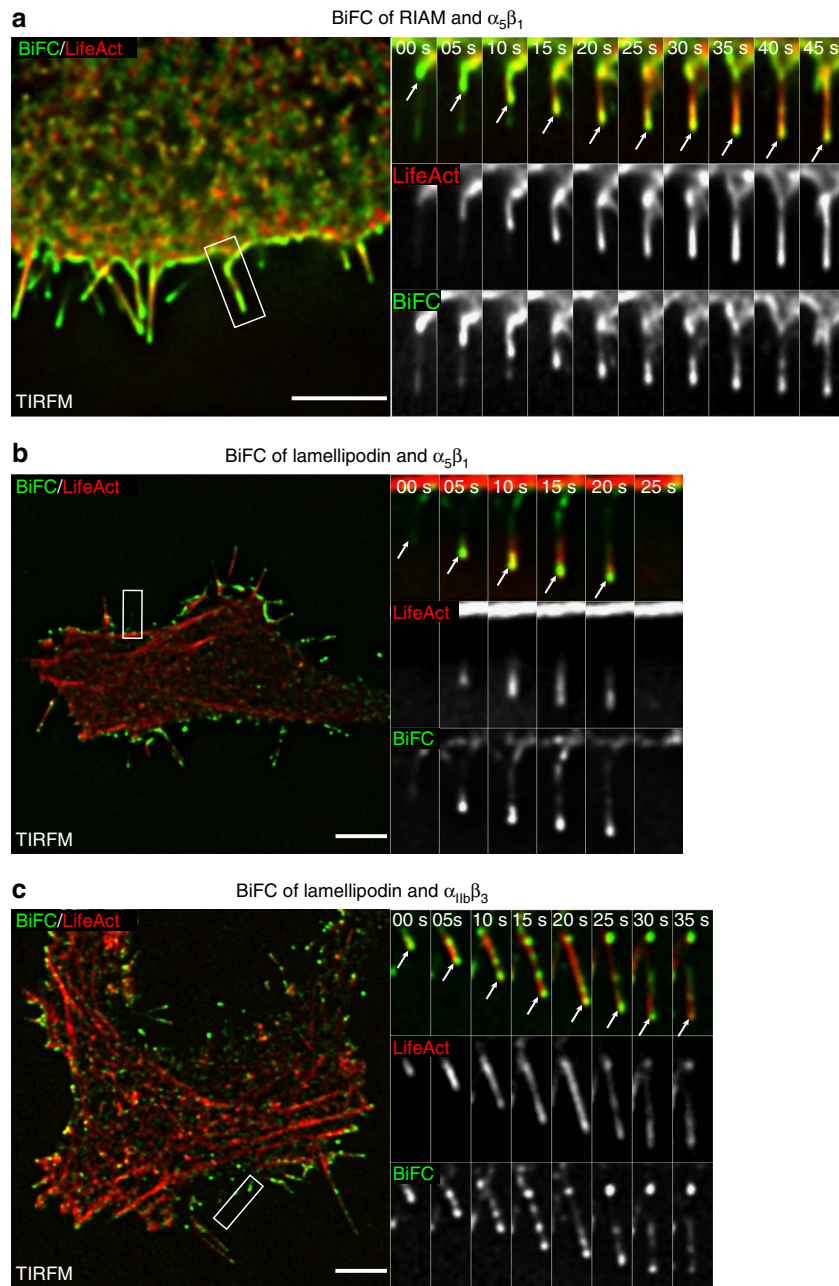 a
BiFC of RIAM and α5β1
BiFC/LifeAct
00 s 05 s 10 s 15 s 20 s 25 s 30 s 35 s 40 s 45 s
LifeAct
BiFC
TIRFM
b
BiFC of lamellipodin and α5β1
BiFC/LifeAct
00 s 05 s 10 s 15 s 20 s 25 s
LifeAct
BiFC
TIRFM
c
BiFC of lamellipodin and αIIbβ3
BiFC/LifeAct
00 s 05s 10 s 15 s 20 s 25 s 30 s 35 s
LifeAct
BiFC
TIRFM